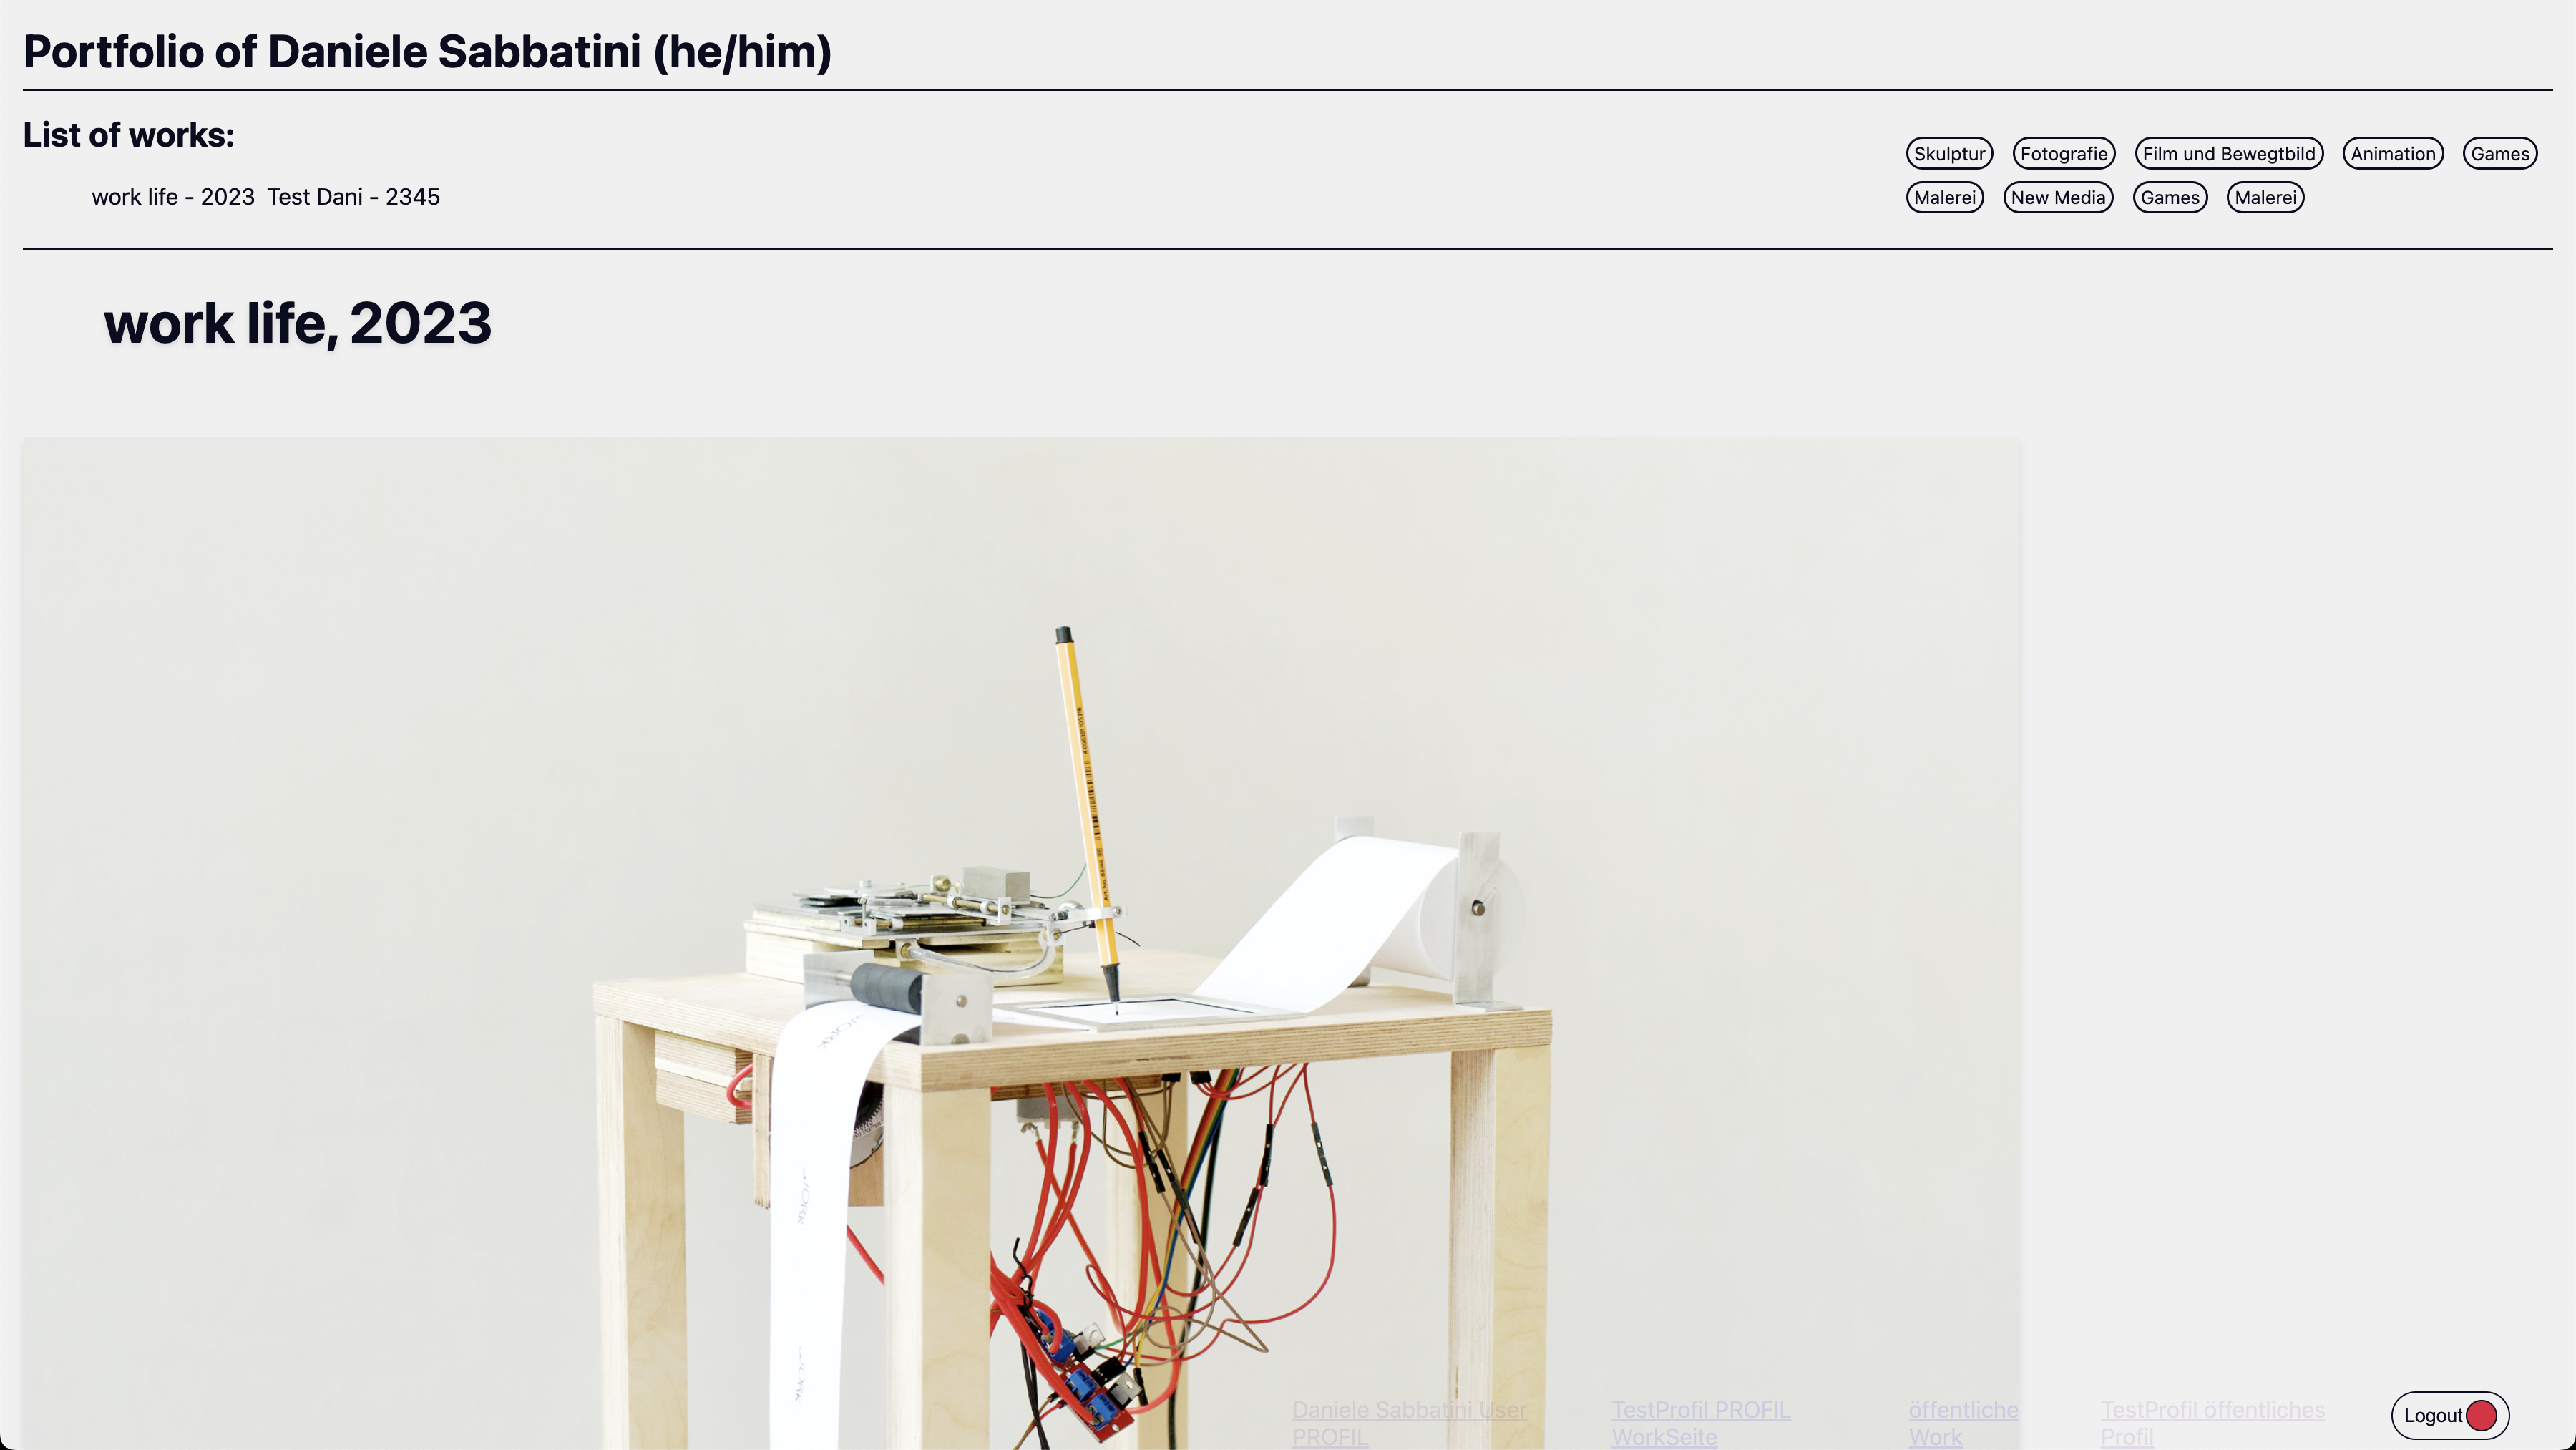 Portfolio of Daniele Sabbatini (he/him)
List of works:
Skulptur Fotografie Film und Bewegtbild Animation Games
work life - 2023 Test Dani - 2345
Malerei New Media Games Malerei
work life, 2023
WORK
WORK
Daniele Sabbatini User
PROFIL
TestProfil PROFIL
WorkSeite
öffentliche
Work
TestProfil öffentliches
Profil
Logout